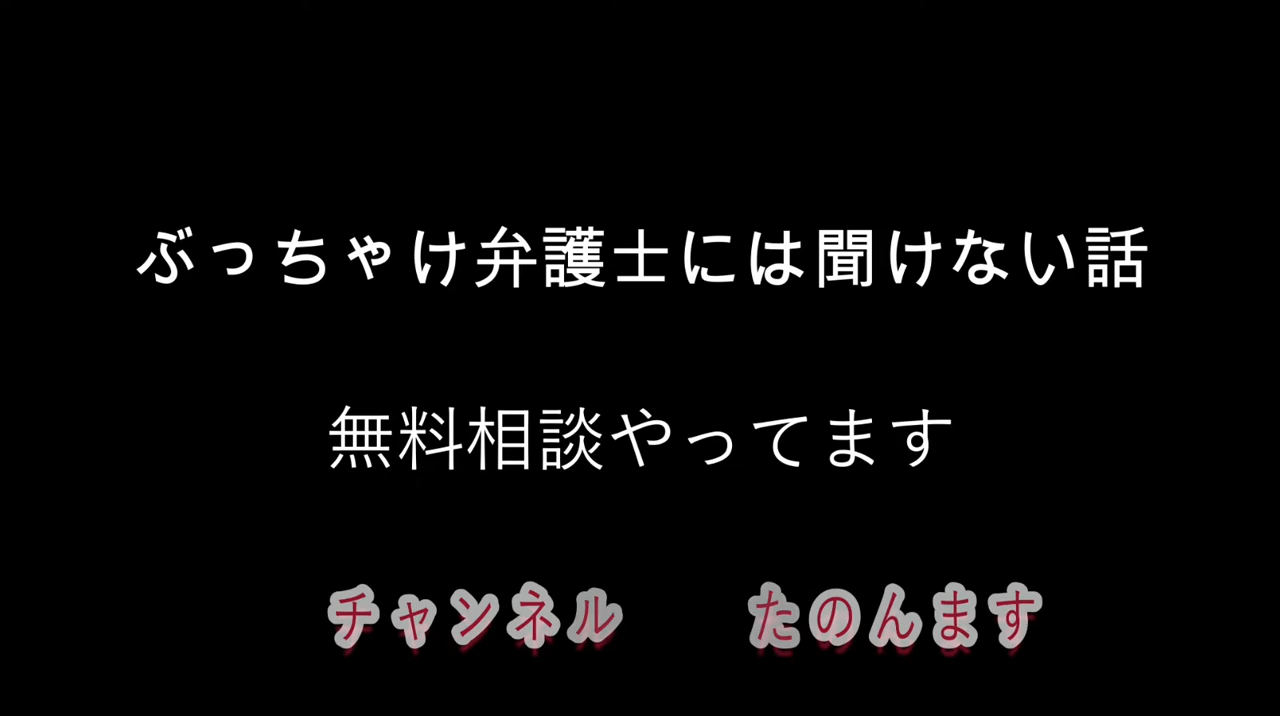 ぶっちゃけ弁護士には聞けない話
無料相談やってます
チャンネル　たのんます